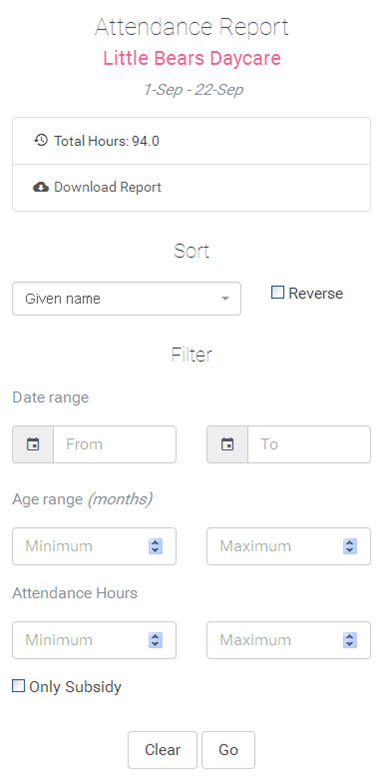 Attendance Report
Little Bears Daycare
1-Sep - 22-Sep
Total Hours: 94.0
Download Report
Sort
Given name
Reverse
Filter
Date range
From To
Age range (months)
Minimum Maximum
Attendance Hours
Minimum Maximum
Only Subsidy
Clear Go